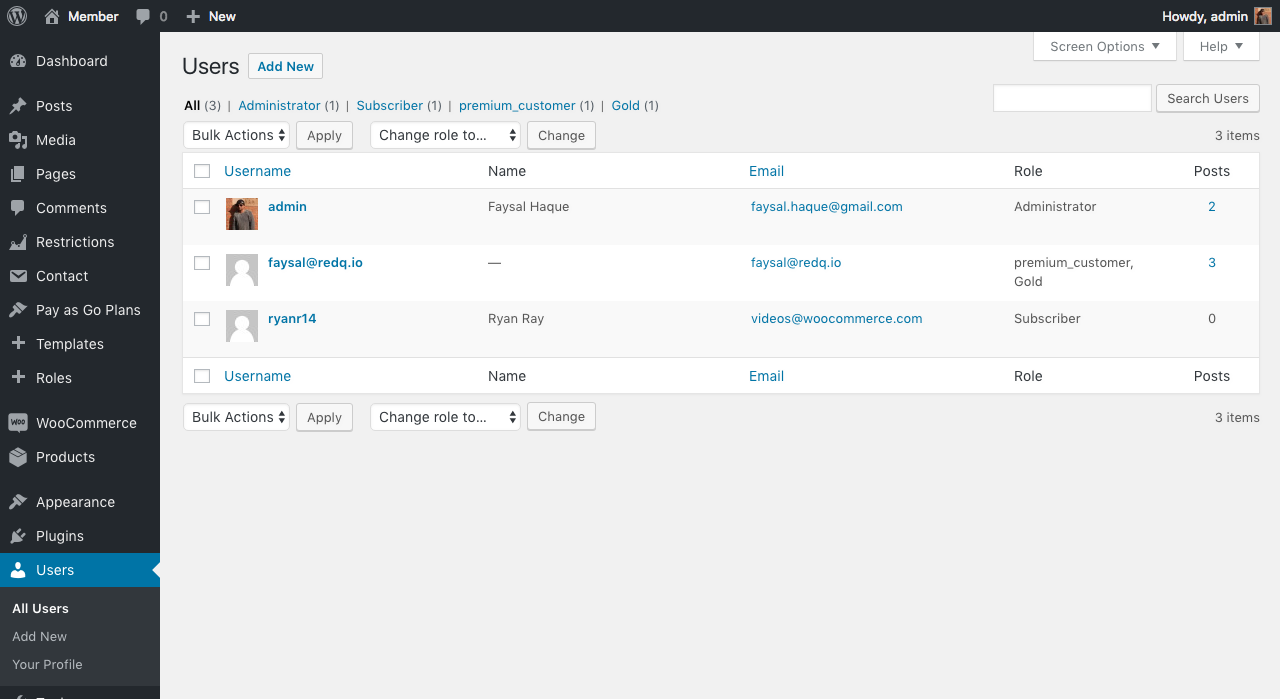 Member 0 New Howdy, admin
Dashboard
Posts
Media
Pages
Comments
Restrictions
Contact
Pay as Go Plans
Templates
Roles
WOO WooCommerce
Products
Appearance
Plugins
Users
All Users
Add New
Your Profile
Screen Options Help
Users Add New
All (3) | Administrator (1) | Subscriber (1) | premium_customer (1) | Gold (1)
Search Users
Bulk Actions Apply Change role to... Change 3 items
Username Name Email Role Posts
admin Faysal Haque faysal.haque@gmail.com Administrator 2
faysal@redq.io — faysal@redq.io premium_customer, 3
Gold
ryanr14 Ryan Ray videos@woocommerce.com Subscriber 0
Username Name Email Role Posts
Bulk Actions Apply Change role to... Change 3 items